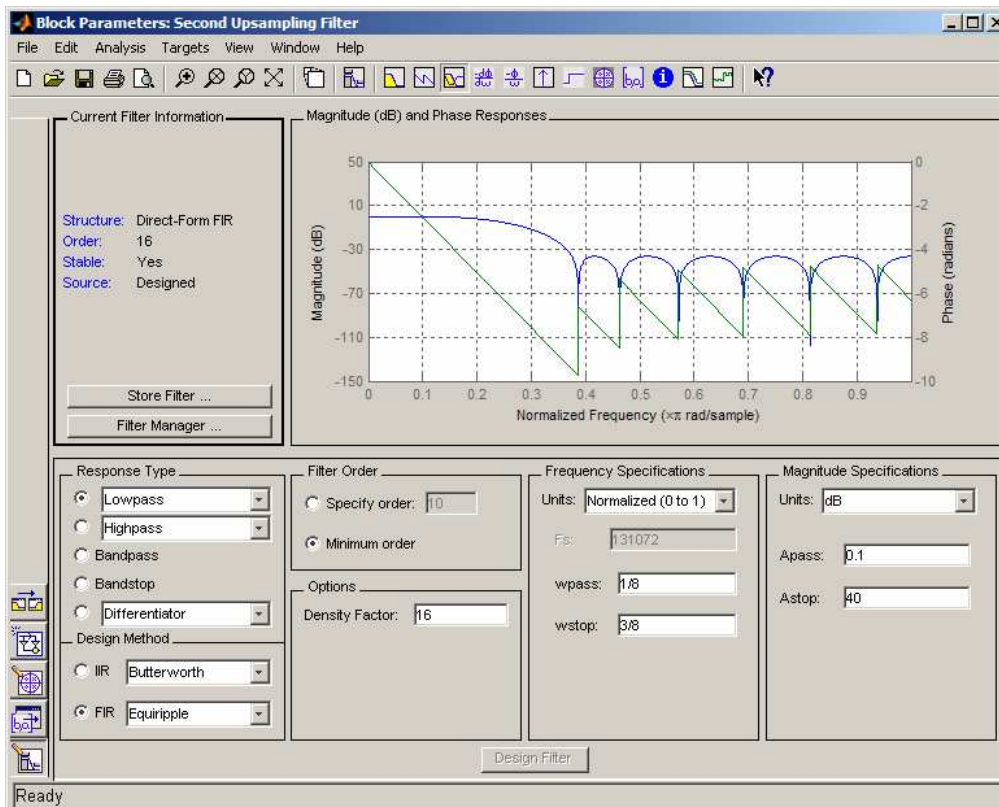 Block Parameters: Second Upsampling Filter
File Edit Analysis Targets View Window Help
Current Filter Information
Structure: Direct-Form FIR
Order: 16
Stable: Yes
Source: Designed
Store Filter ...
Filter Manager ...
Magnitude (dB) and Phase Responses
50
10
-30
-70
-110
-150
Magnitude (dB)
0
-2
-4
-6
-8
-10
Phase (radians)
0 0.1 0.2 0.3 0.4 0.5 0.6 0.7 0.8 0.9
Normalized Frequency (×π rad/sample)
Response Type
Lowpass
Highpass
Bandpass
Bandstop
Differentiator
Design Method
IIR Butterworth
FIR Equiripple
Filter Order
Specify order: 10
Minimum order
Options
Density Factor: 16
Frequency Specifications
Units: Normalized (0 to 1)
Fs: 131072
wpass: 1/8
wstop: 3/8
Magnitude Specifications
Units: dB
Apass: 0.1
Astop: 40
Design Filter
Ready